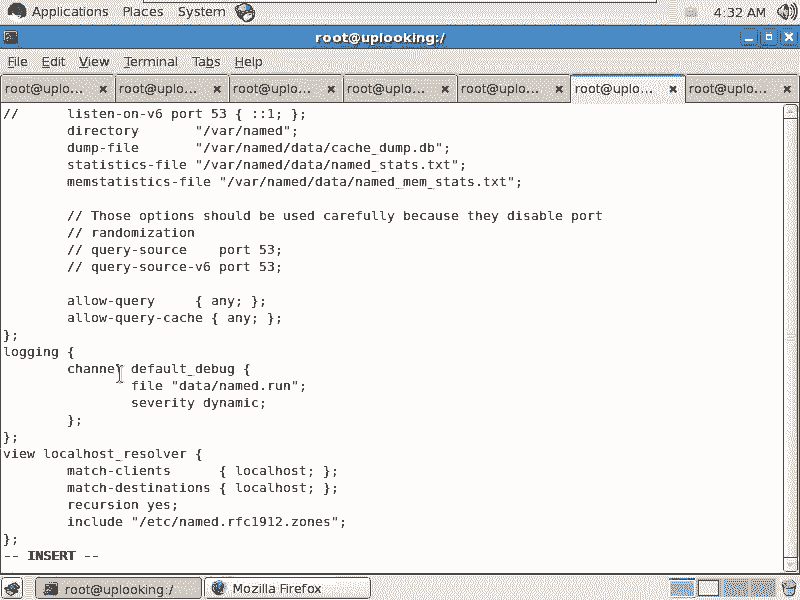 Applications Places System 4:32 AM
root@uplooking:/
File Edit View Terminal Tabs Help
root@uplo... root@uplo... root@uplo... root@uplo... root@uplo... root@uplo... root@uplo...
//      listen-on-v6 port 53 { ::1; };
        directory       "/var/named";
        dump-file       "/var/named/data/cache_dump.db";
        statistics-file "/var/named/data/named_stats.txt";
        memstatistics-file "/var/named/data/named_mem_stats.txt";
        // Those options should be used carefully because they disable port
        // randomization
        // query-source    port 53;
        // query-source-v6 port 53;
        allow-query     { any; };
        allow-query-cache { any; };
};
logging {
        channel default_debug {
                file "data/named.run";
                severity dynamic;
        };
};
view localhost_resolver {
        match-clients      { localhost; };
        match-destinations { localhost; };
        recursion yes;
        include "/etc/named.rfc1912.zones";
};
-- INSERT --
root@uplooking:/ Mozilla Firefox